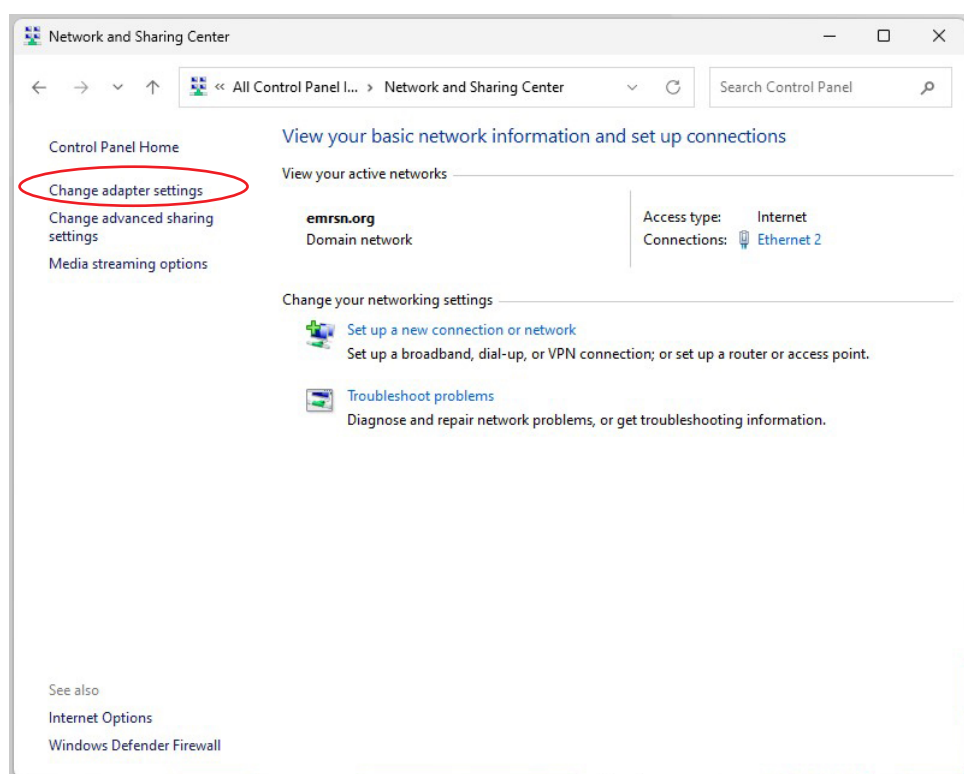 Network and Sharing Center
« All Control Panel I... › Network and Sharing Center
Search Control Panel
Control Panel Home
Change adapter settings
Change advanced sharing
settings
Media streaming options
View your basic network information and set up connections
View your active networks
emrsn.org
Domain network
Access type: Internet
Connections: Ethernet 2
Change your networking settings
Set up a new connection or network
Set up a broadband, dial-up, or VPN connection; or set up a router or access point.
Troubleshoot problems
Diagnose and repair network problems, or get troubleshooting information.
See also
Internet Options
Windows Defender Firewall